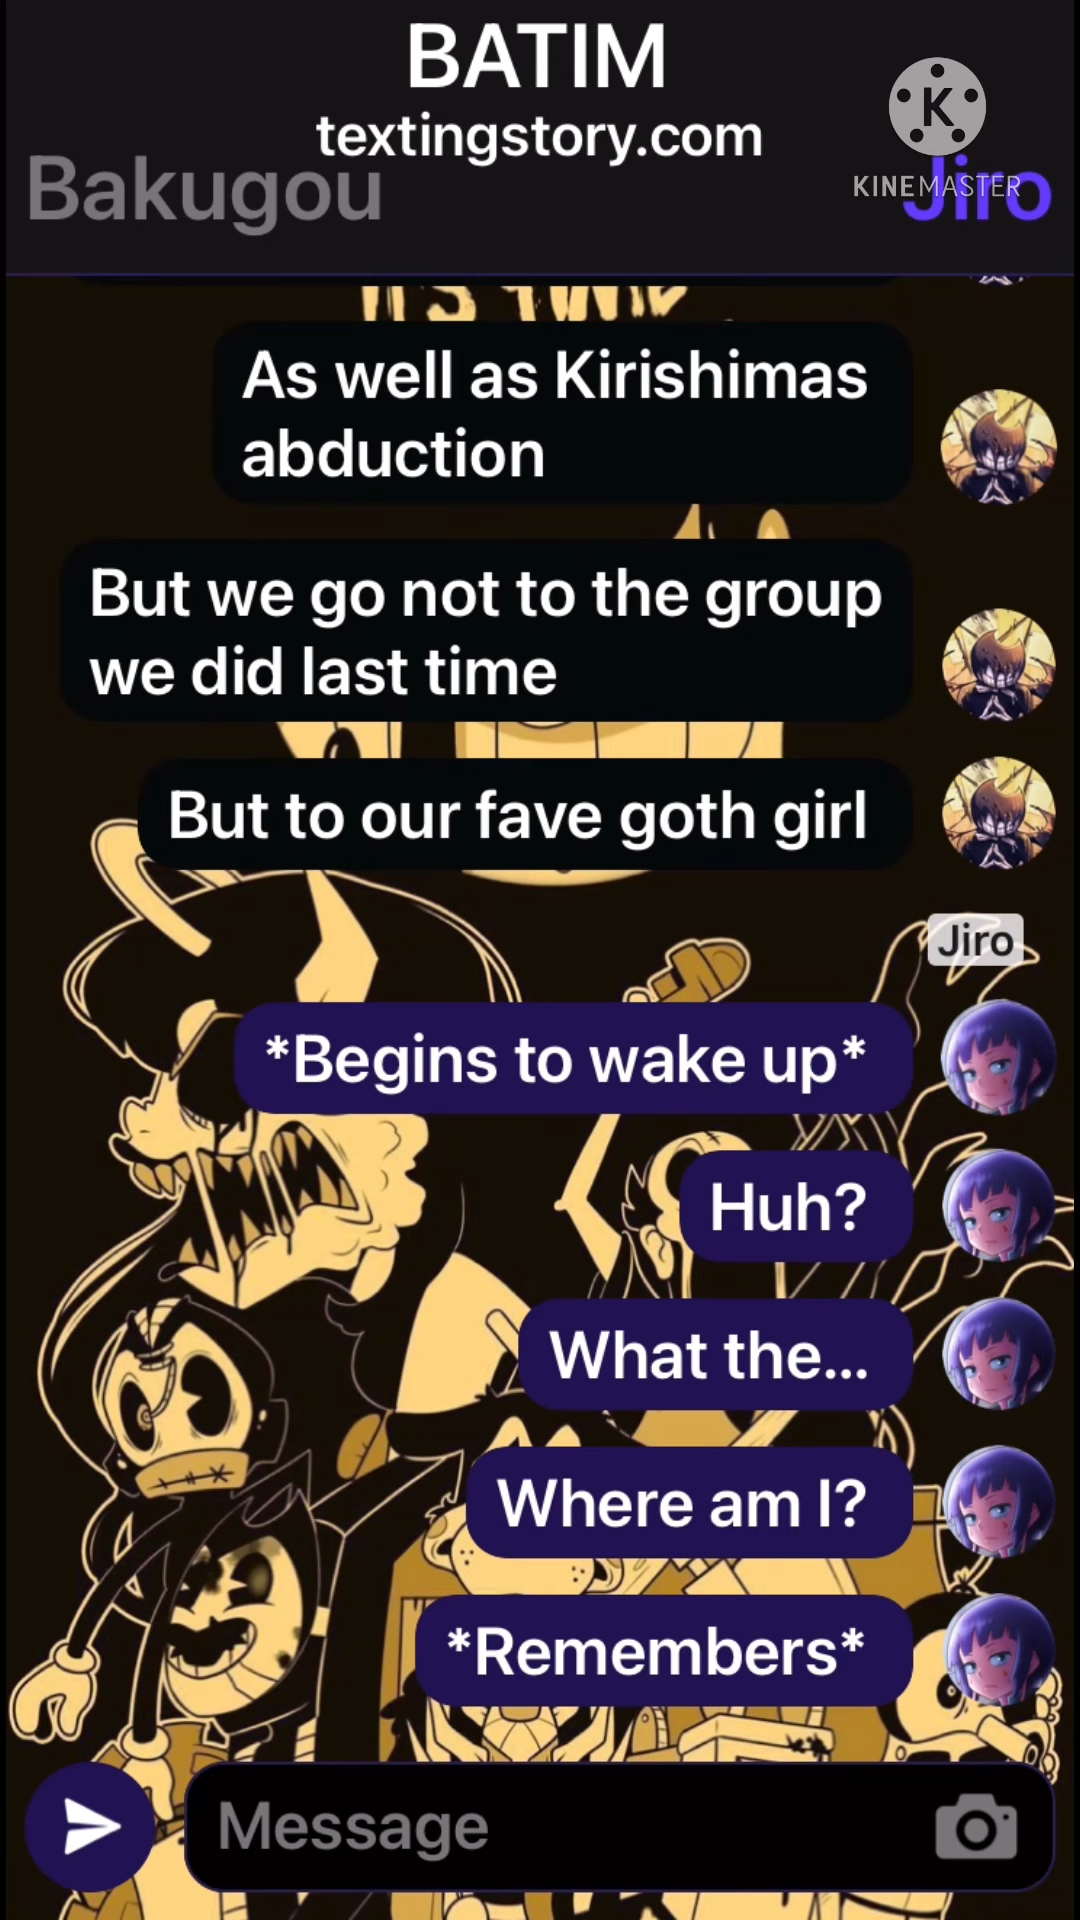 BATIM
textingstory.com
Bakugou
Jiro
K
KINEMASTER
As well as Kirishimas
abduction
But we go not to the group
we did last time
But to our fave goth girl
Jiro
*Begins to wake up*
Huh?
What the...
Where am I?
*Remembers*
Message